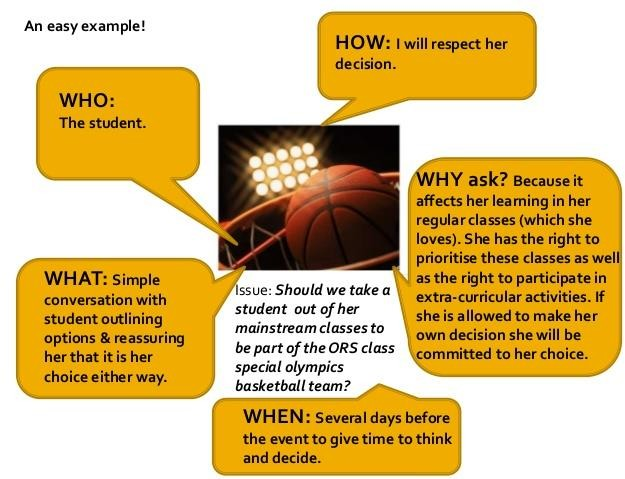 An easy example!
HOW: I will respect her
decision.
WHO:
The student.
WHY ask? Because it
affects her learning in her
regular classes (which she
loves). She has the right to
prioritise these classes as well
as the right to participate in
extra-curricular activities. If
she is allowed to make her
own decision she will be
committed to her choice.
WHAT: Simple
conversation with
student outlining
options & reassuring
her that it is her
choice either way.
Issue: Should we take a
student out of her
mainstream classes to
be part of the ORS class
special olympics
basketball team?
WHEN: Several days before
the event to give time to think
and decide.